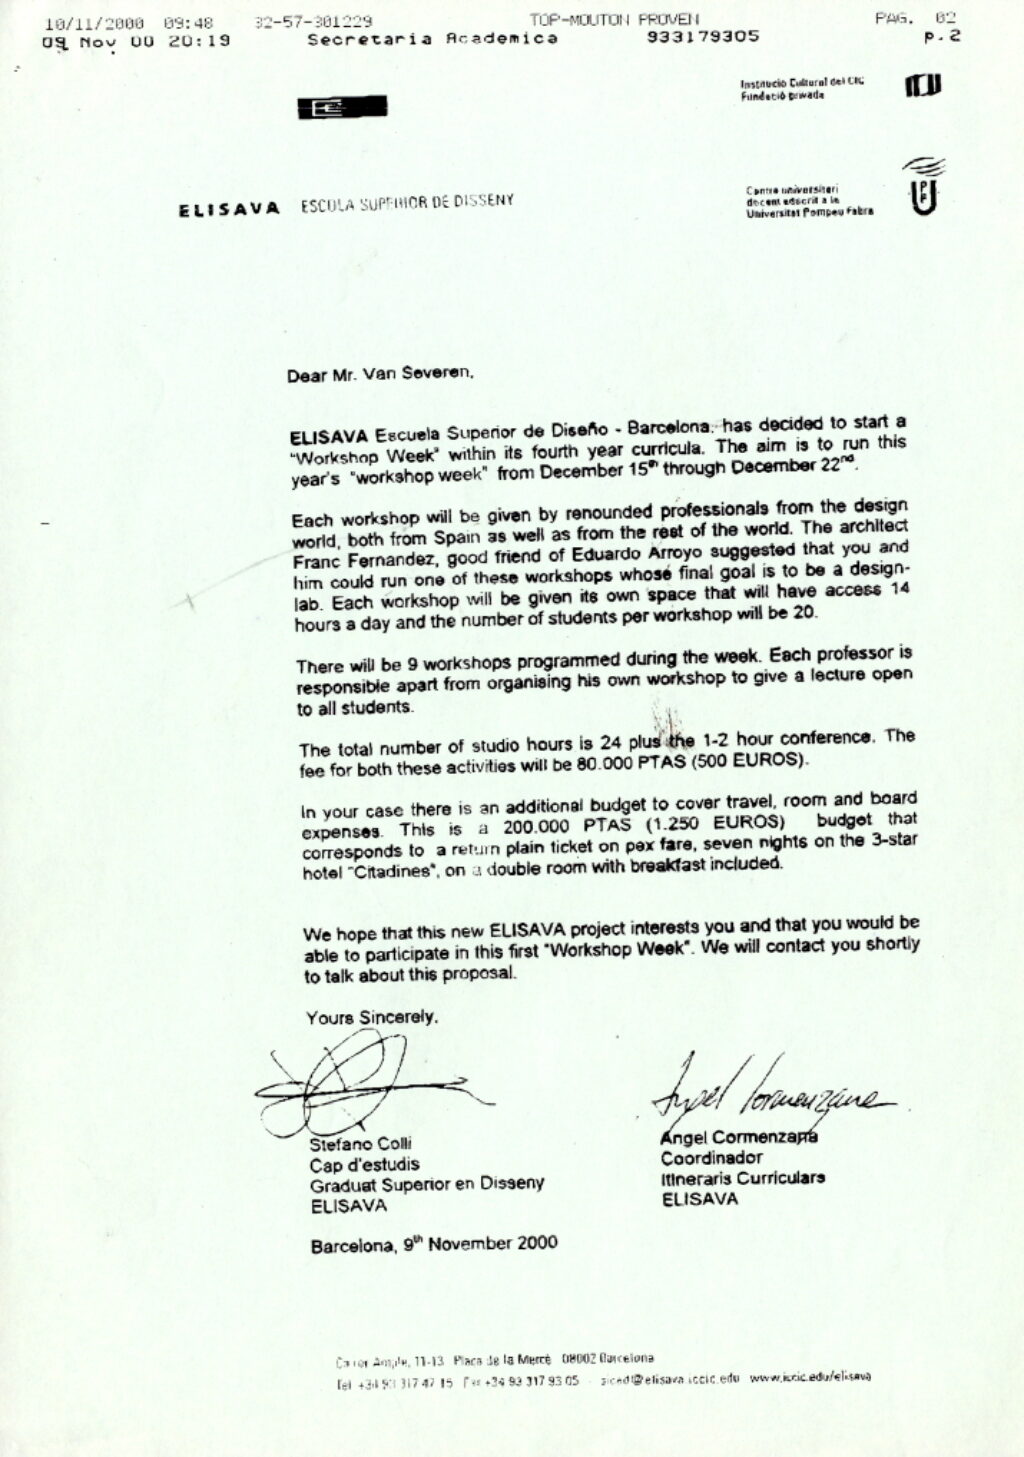 10/11/2000 09:48 32-57-301229 TOP-MOUTON PROVEN PAG. 02
09 Nov 00 20:19 Secretaria Academica 933179305 p.2
Institució Cultural del CIC
Fundació privada
ELISAVA ESCOLA SUPERIOR DE DISSENY
Centre universitari
docent adscrit a la
Universitat Pompeu Fabra
UPF
Dear Mr. Van Severen,
ELISAVA Escuela Superior de Diseño - Barcelona, has decided to start a
"Workshop Week" within its fourth year curricula. The aim is to run this
year's "workshop week" from December 15th through December 22nd.
Each workshop will be given by renounded professionals from the design
world, both from Spain as well as from the rest of the world. The architect
Franc Fernandez, good friend of Eduardo Arroyo suggested that you and
him could run one of these workshops whose final goal is to be a design-
lab. Each workshop will be given its own space that will have access 14
hours a day and the number of students per workshop will be 20.
There will be 9 workshops programmed during the week. Each professor is
responsible apart from organising his own workshop to give a lecture open
to all students.
The total number of studio hours is 24 plus the 1-2 hour conference. The
fee for both these activities will be 80.000 PTAS (500 EUROS).
In your case there is an additional budget to cover travel, room and board
expenses. This is a 200.000 PTAS (1.250 EUROS) budget that
corresponds to a return plain ticket on pex fare, seven nights on the 3-star
hotel "Citadines", on a double room with breakfast included.
We hope that this new ELISAVA project interests you and that you would be
able to participate in this first "Workshop Week". We will contact you shortly
to talk about this proposal.
Yours Sincerely.
Angel Cormenzana
Stefano Colli Angel Cormenzana
Cap d'estudis Coordinador
Graduat Superior en Disseny Itineraris Curriculars
ELISAVA ELISAVA
Barcelona, 9th November 2000
Carrer Ample, 11-13 Placa de la Mercè 08002 Barcelona
Tel +34 93 317 47 15 Fax +34 93 317 93 05 - @elisava.iccic.edu www.iccic.edu/elisava